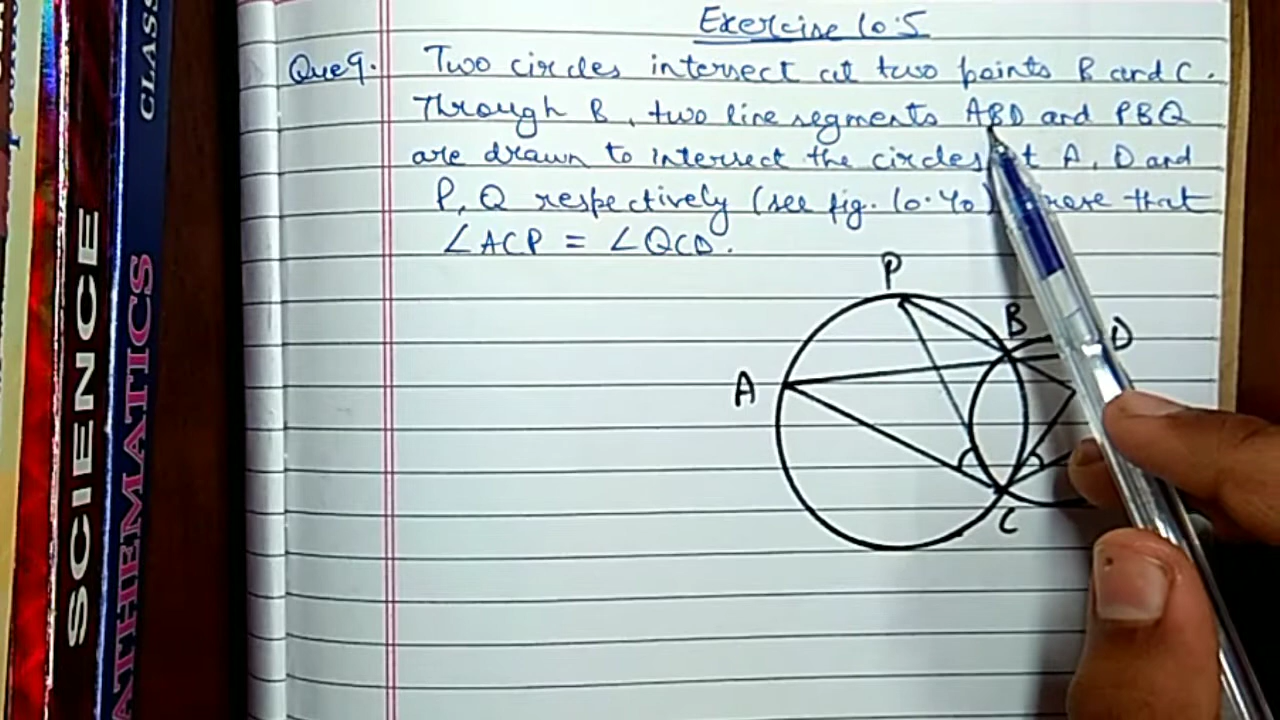 Exercise 10.5
Que9. Two circles intersect at two points B and C.
Through B, two line segments ABD and PBQ
are drawn to intersect the circles at A, D and
P, Q respectively (see fig. 10.40) that
∠ACP = ∠QCD.
P
B
D
A
C
SCIENCE
MATHEMATICS
CLASS